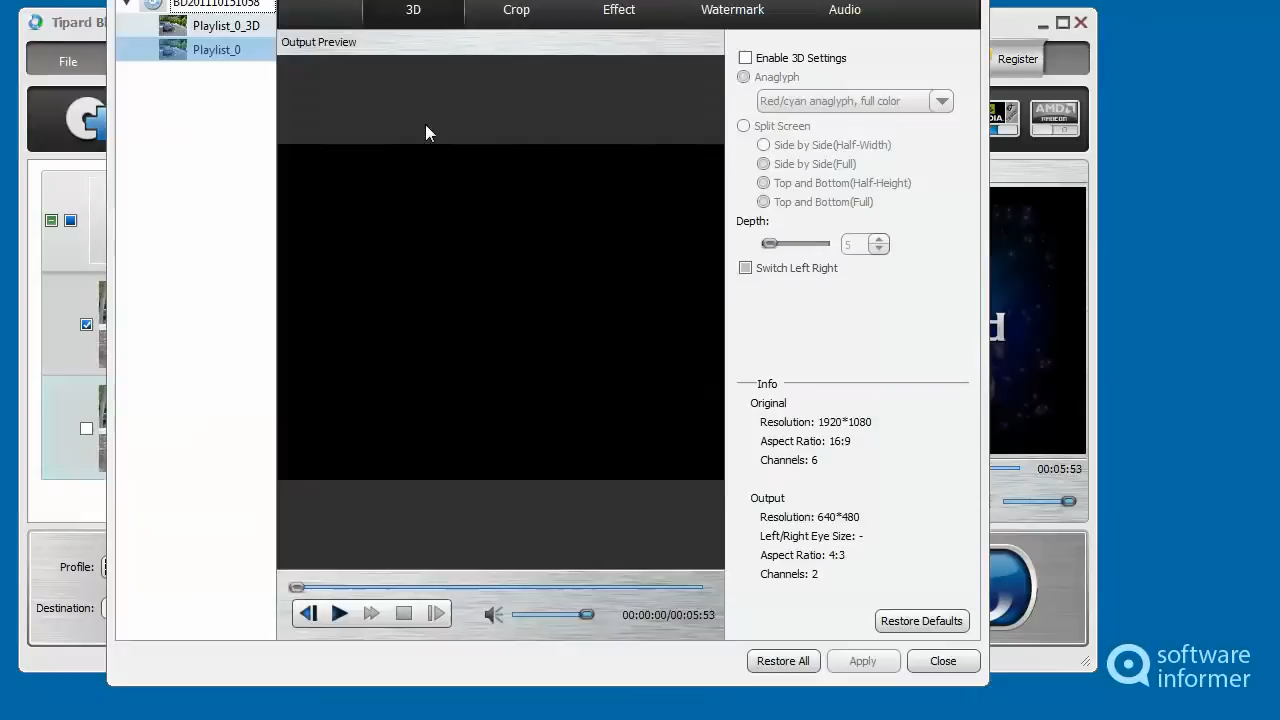 Tipard Bl
BD201110151058
3D
Crop
Effect
Watermark
Audio
Playlist_0_3D
Playlist_0
File
Register
Output Preview
Enable 3D Settings
Anaglyph
Red/cyan anaglyph, full color
Split Screen
Side by Side(Half-Width)
Side by Side(Full)
Top and Bottom(Half-Height)
Top and Bottom(Full)
Depth:
5
Switch Left Right
AMD
RADEON
Info
Original
Resolution: 1920*1080
Aspect Ratio: 16:9
Channels: 6
Output
Resolution: 640*480
Left/Right Eye Size: -
Aspect Ratio: 4:3
Channels: 2
d
00:05:53
Profile:
Destination:
00:00:00/00:05:53
Restore Defaults
Restore All
Apply
Close
software
informer